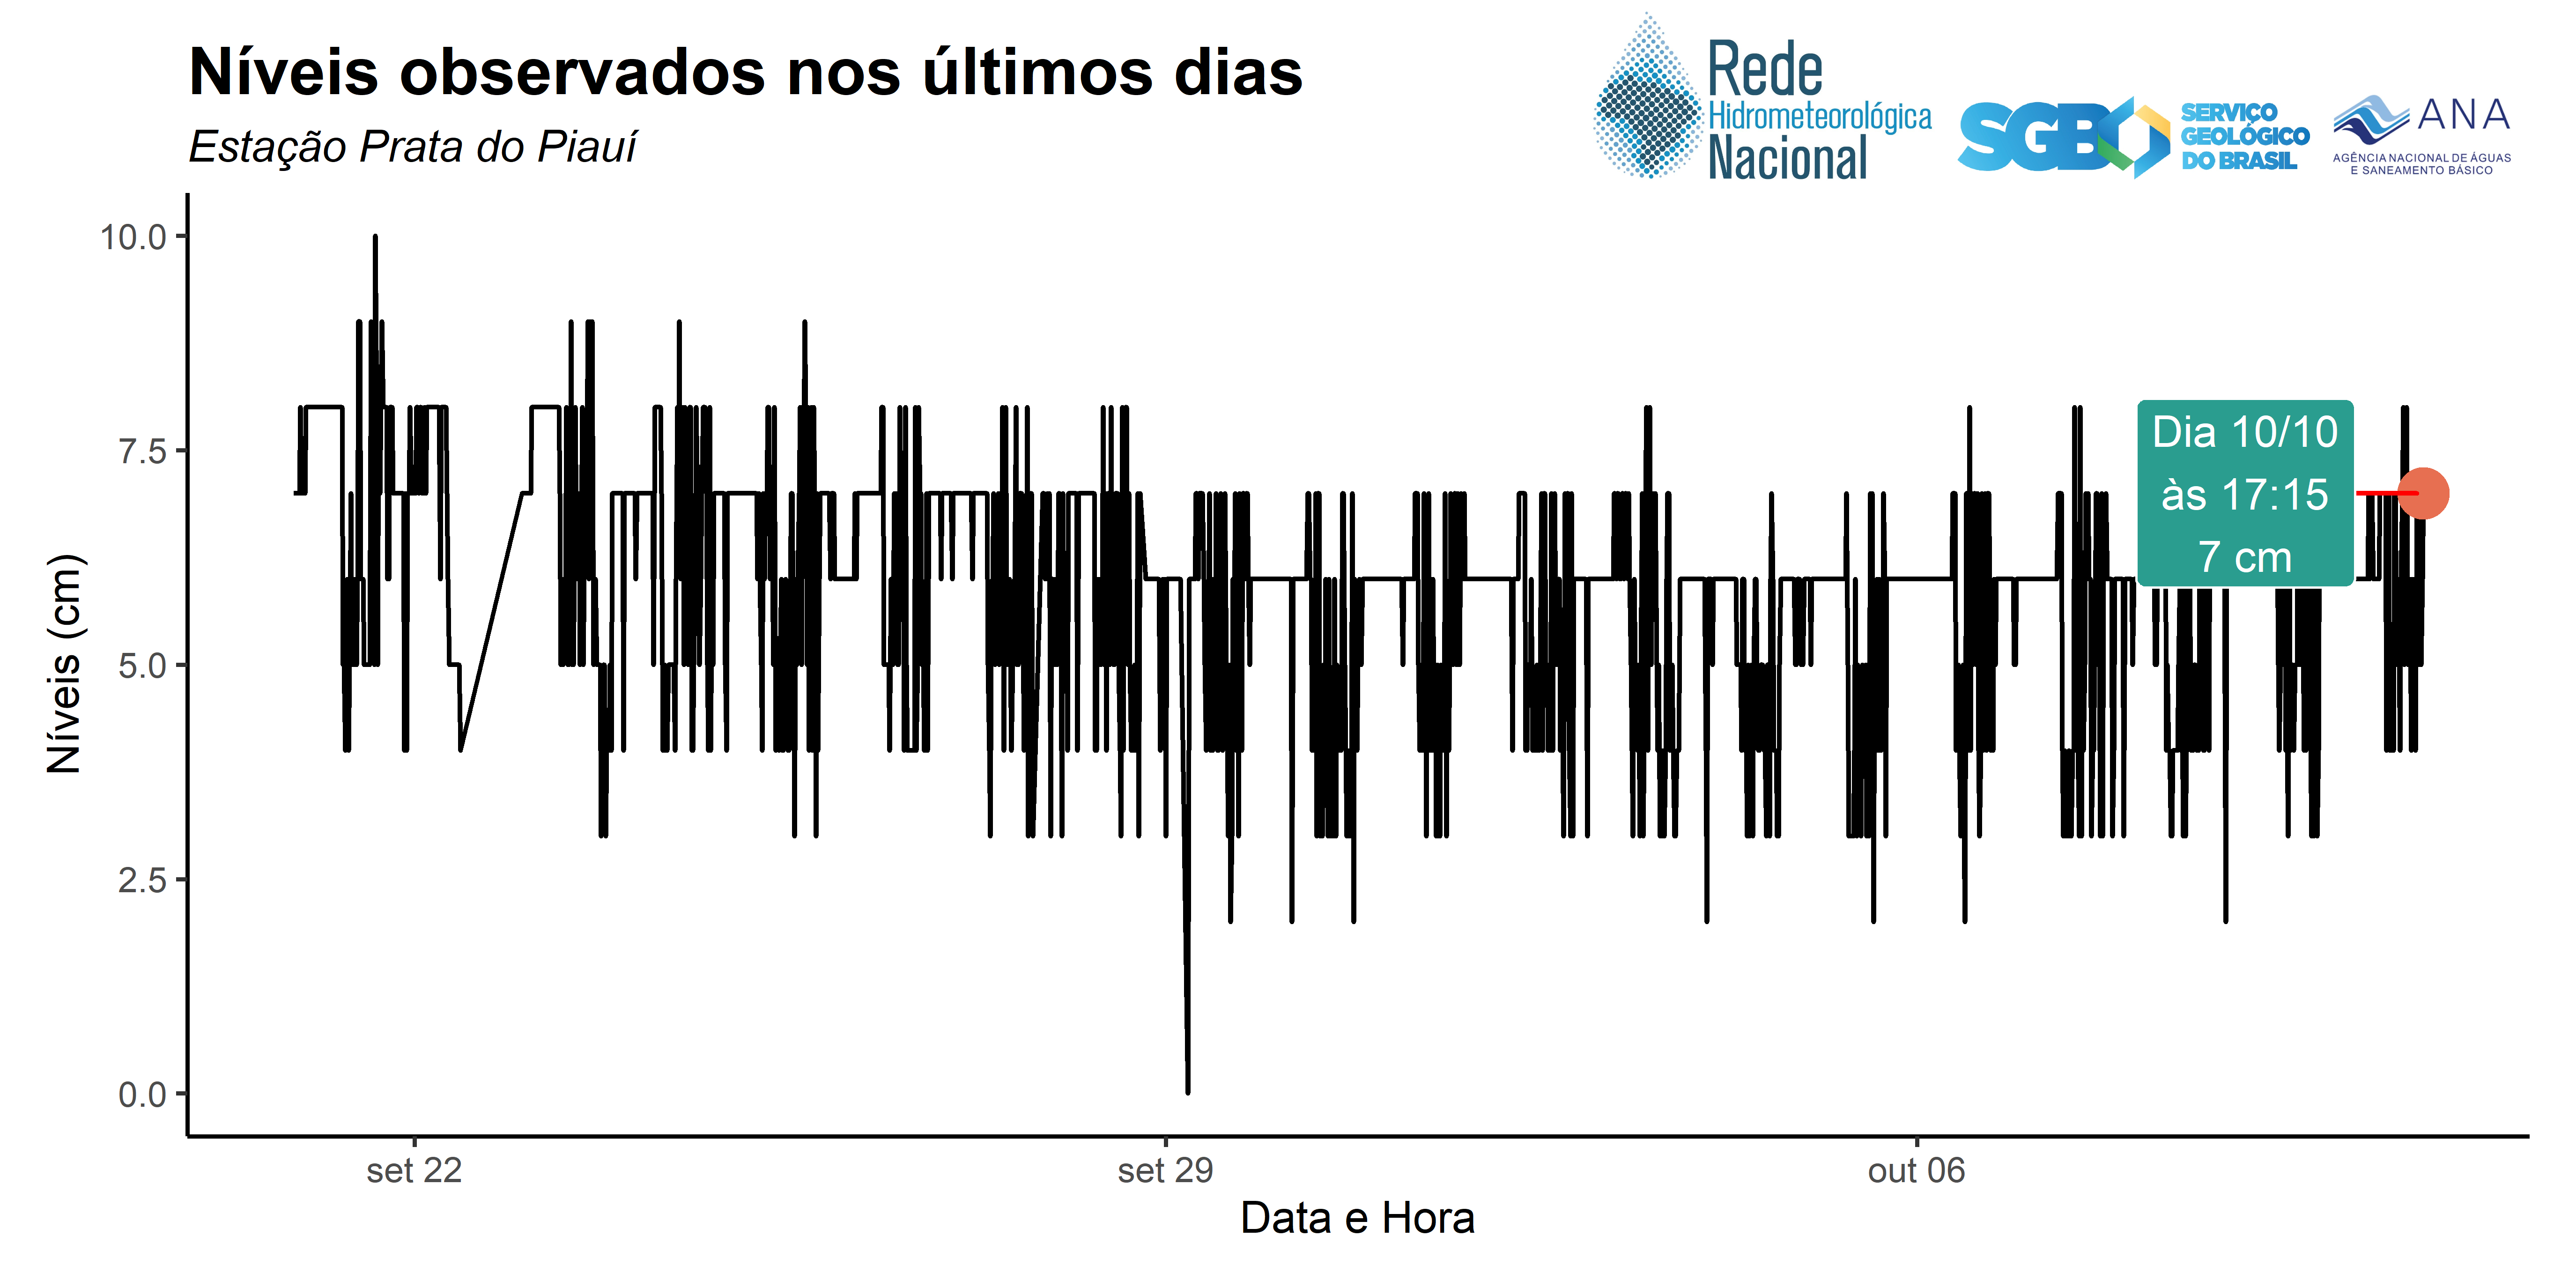 Níveis observados nos últimos dias
Estação Prata do Piauí
Rede
Hidrometeorológica
Nacional
SGB
SERVIÇO
GEOLÓGICO
DO BRASIL
ANA
AGÊNCIA NACIONAL DE ÁGUAS
E SANEAMENTO BÁSICO
10.0
7.5
5.0
2.5
0.0
Níveis (cm)
Dia 10/10
às 17:15
7 cm
set 22
set 29
out 06
Data e Hora